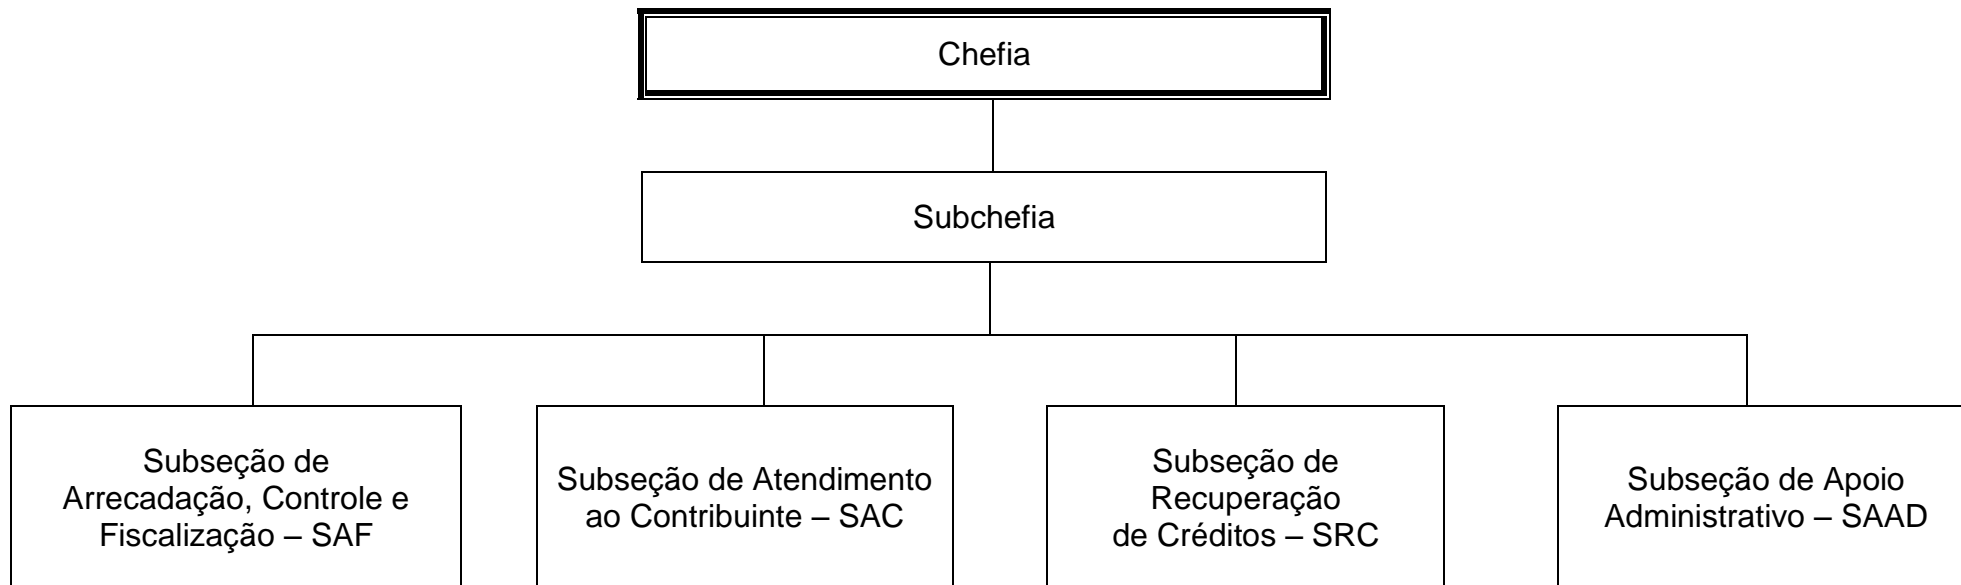 Chefia
Subchefia
Subseção de
Arrecadação, Controle e
Fiscalização – SAF
Subseção de Atendimento
ao Contribuinte – SAC
Subseção de
Recuperação
de Créditos – SRC
Subseção de Apoio
Administrativo – SAAD